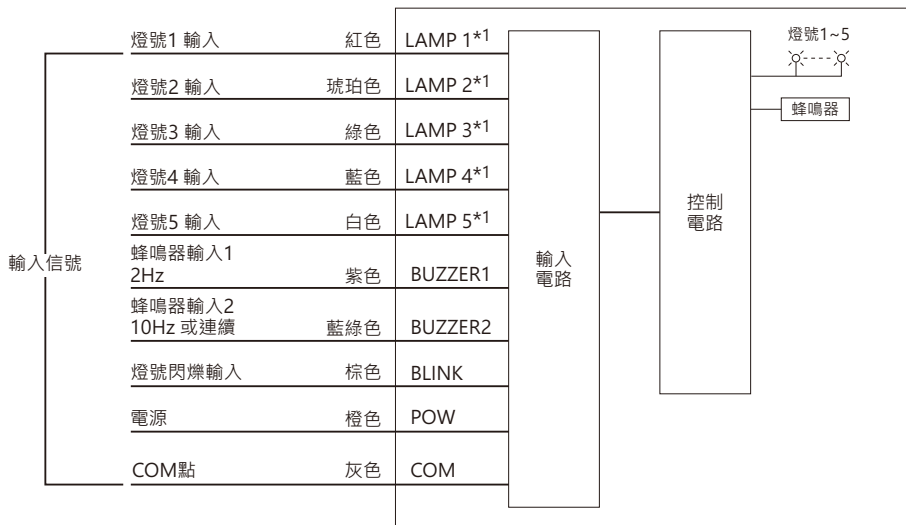 燈號1 輸入 紅色 LAMP 1*1
燈號2 輸入 琥珀色 LAMP 2*1
燈號3 輸入 綠色 LAMP 3*1
燈號4 輸入 藍色 LAMP 4*1
燈號5 輸入 白色 LAMP 5*1
蜂鳴器輸入1
2Hz 紫色 BUZZER1
蜂鳴器輸入2
10Hz 或連續 藍綠色 BUZZER2
燈號閃爍輸入 棕色 BLINK
電源 橙色 POW
COM點 灰色 COM
輸入信號
輸入
電路
控制
電路
燈號1~5
蜂鳴器